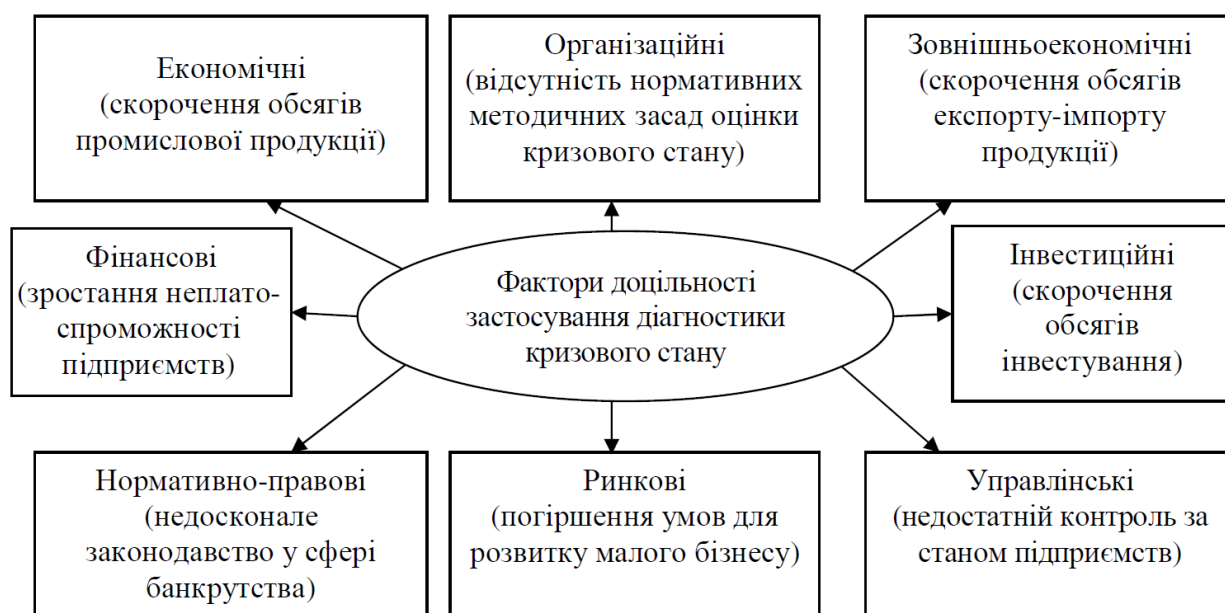 Економічні
(скорочення обсягів
промислової продукції)
Організаційні
(відсутність нормативних
методичних засад оцінки
кризового стану)
Зовнішньоекономічні
(скорочення обсягів
експорту-імпорту
продукції)
Фінансові
(зростання неплато-
спроможності
підприємств)
Фактори доцільності
застосування діагностики
кризового стану
Інвестиційні
(скорочення
обсягів
інвестування)
Нормативно-правові
(недосконале
законодавство у сфері
банкрутства)
Ринкові
(погіршення умов для
розвитку малого бізнесу)
Управлінські
(недостатній контроль за
станом підприємств)